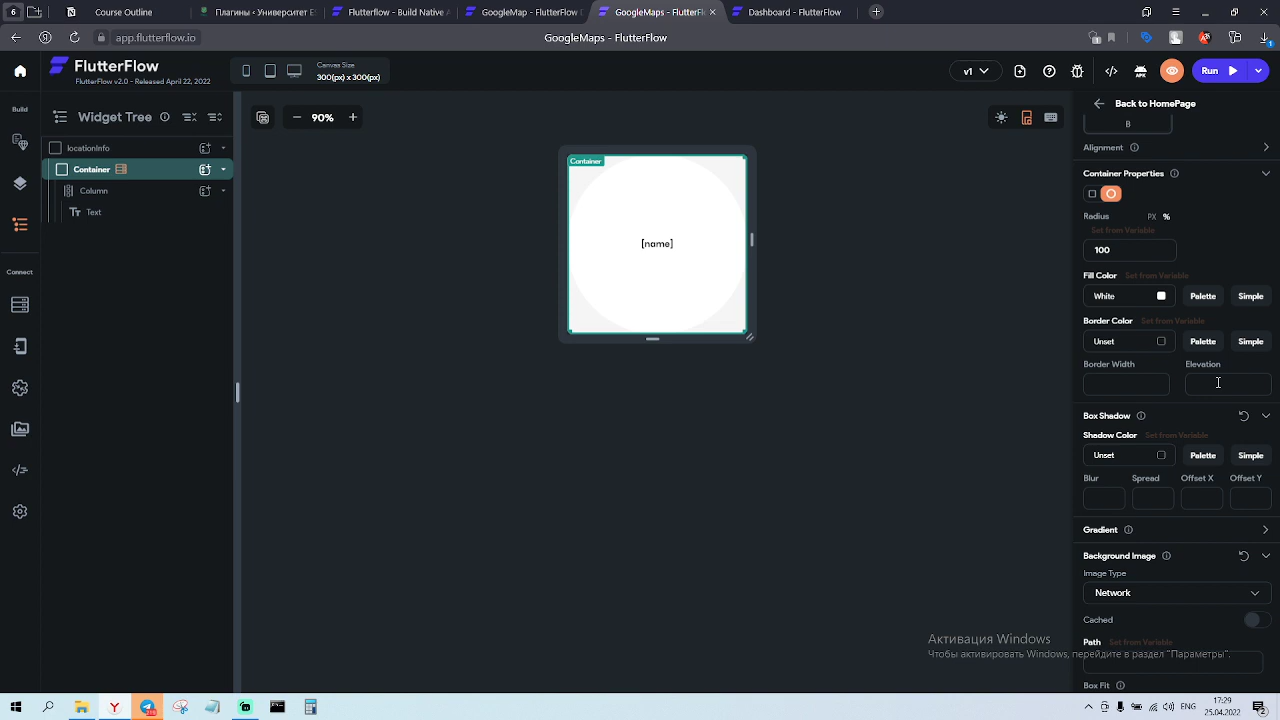 6
Course Outline
Плагины ‹ Университет Е
FlutterFlow - Build Native A
GoogleMap - FlutterFlow
GoogleMaps - FlutterF
Dashboard - FlutterFlow
app.flutterflow.io
GoogleMaps - FlutterFlow
1
FlutterFlow
FlutterFlow v2.0 - Released April 22, 2022
Canvas Size
300(px)x300(px)
v1
Run
Build
Widget Tree
90%
Back to HomePage
B
locationInfo
Alignment
Container
Container
Container Properties
Column
Text
Radius
PX
%
Set from Variable
[name]
100
Connect
Fill Color
Set from Variable
White
Palette
Simple
Border Color
Set from Variable
Unset
Palette
Simple
Border Width
Elevation
Box Shadow
Shadow Color
Set from Variable
Unset
Palette
Simple
Blur
Spread
Offset X
Offset Y
Gradient
Background Image
Image Type
Network
Cached
Активация Windows
Path
Set from Variable
Чтобы активировать Windows, перейдите в раздел "Параметры".
Box Fit
ENG
17:29
25.04.2022
2